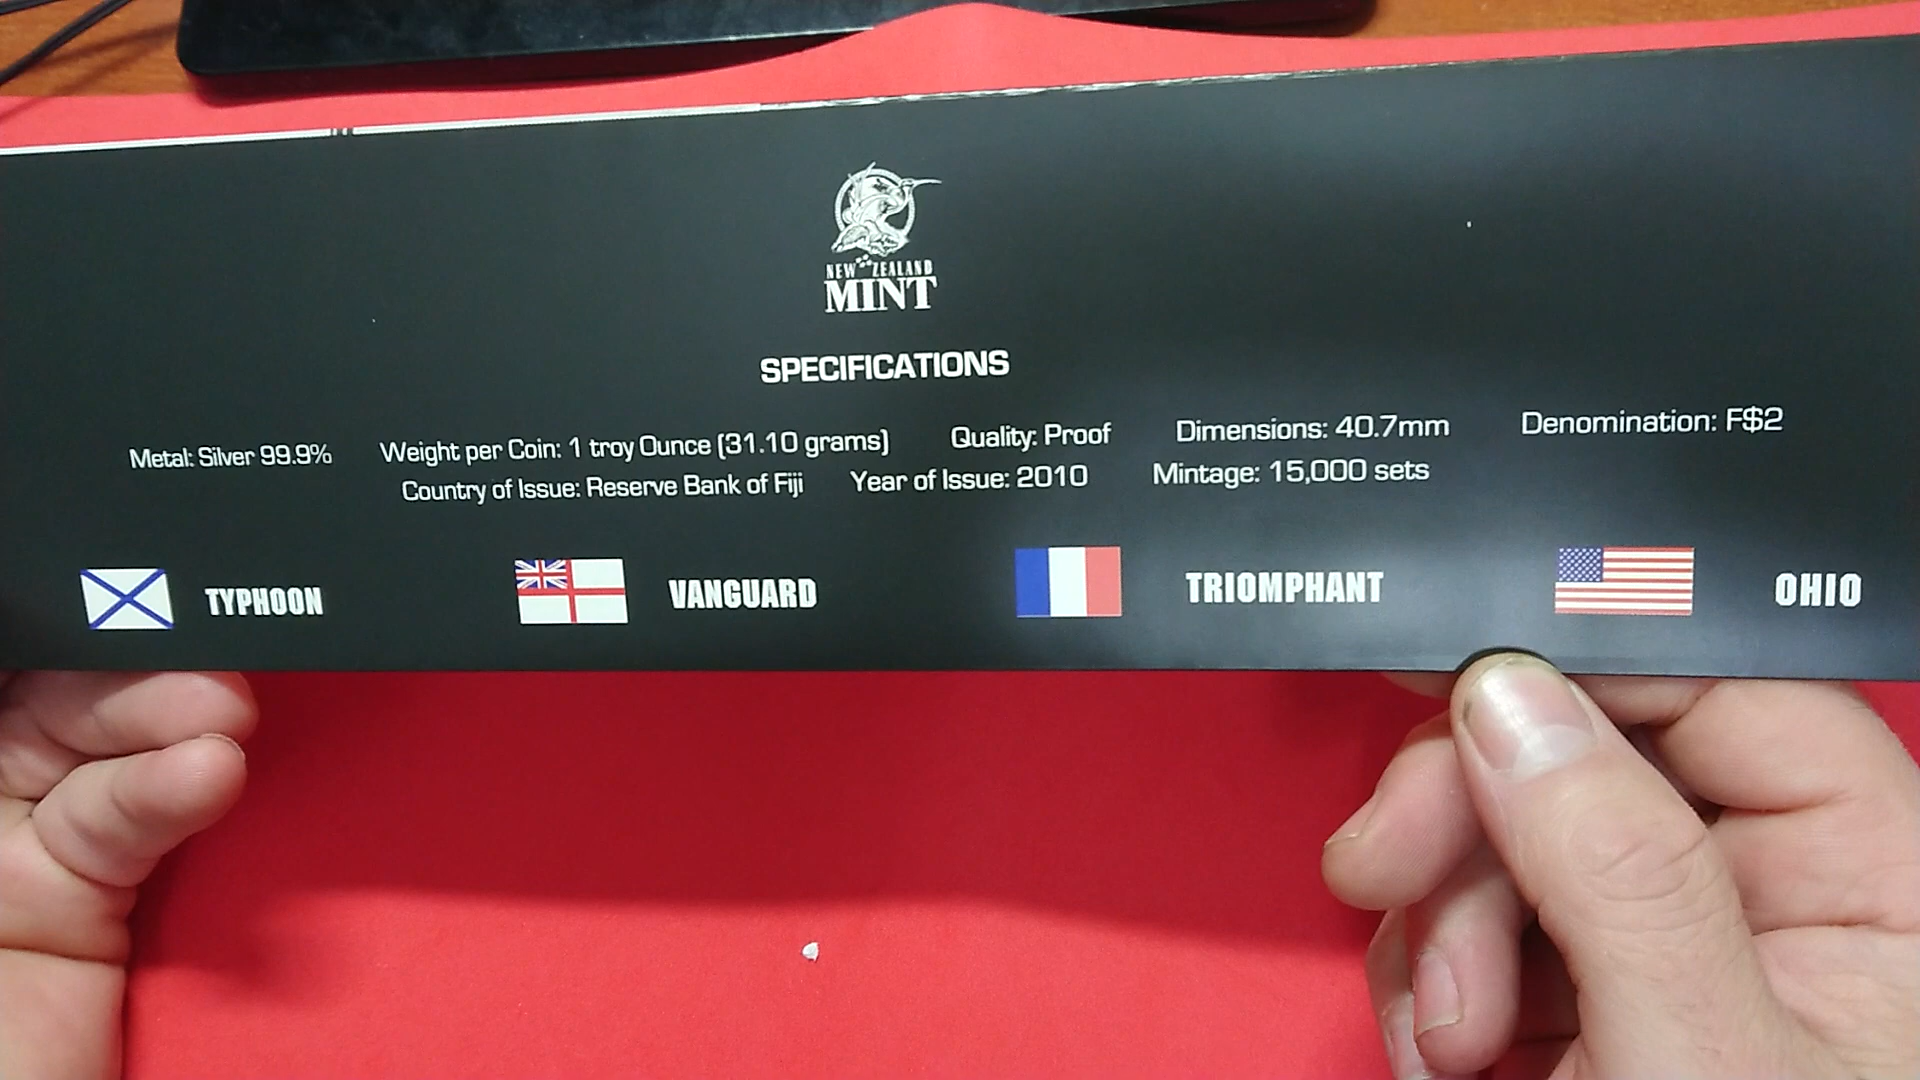 NEW ZEALAND
MINT
SPECIFICATIONS
Metal: Silver 99.9% Weight per Coin: 1 troy Ounce (31.10 grams) Quality: Proof Dimensions: 40.7mm Denomination: F$2
Country of Issue: Reserve Bank of Fiji Year of Issue: 2010 Mintage: 15,000 sets
TYPHOON VANGUARD TRIOMPHANT OHIO